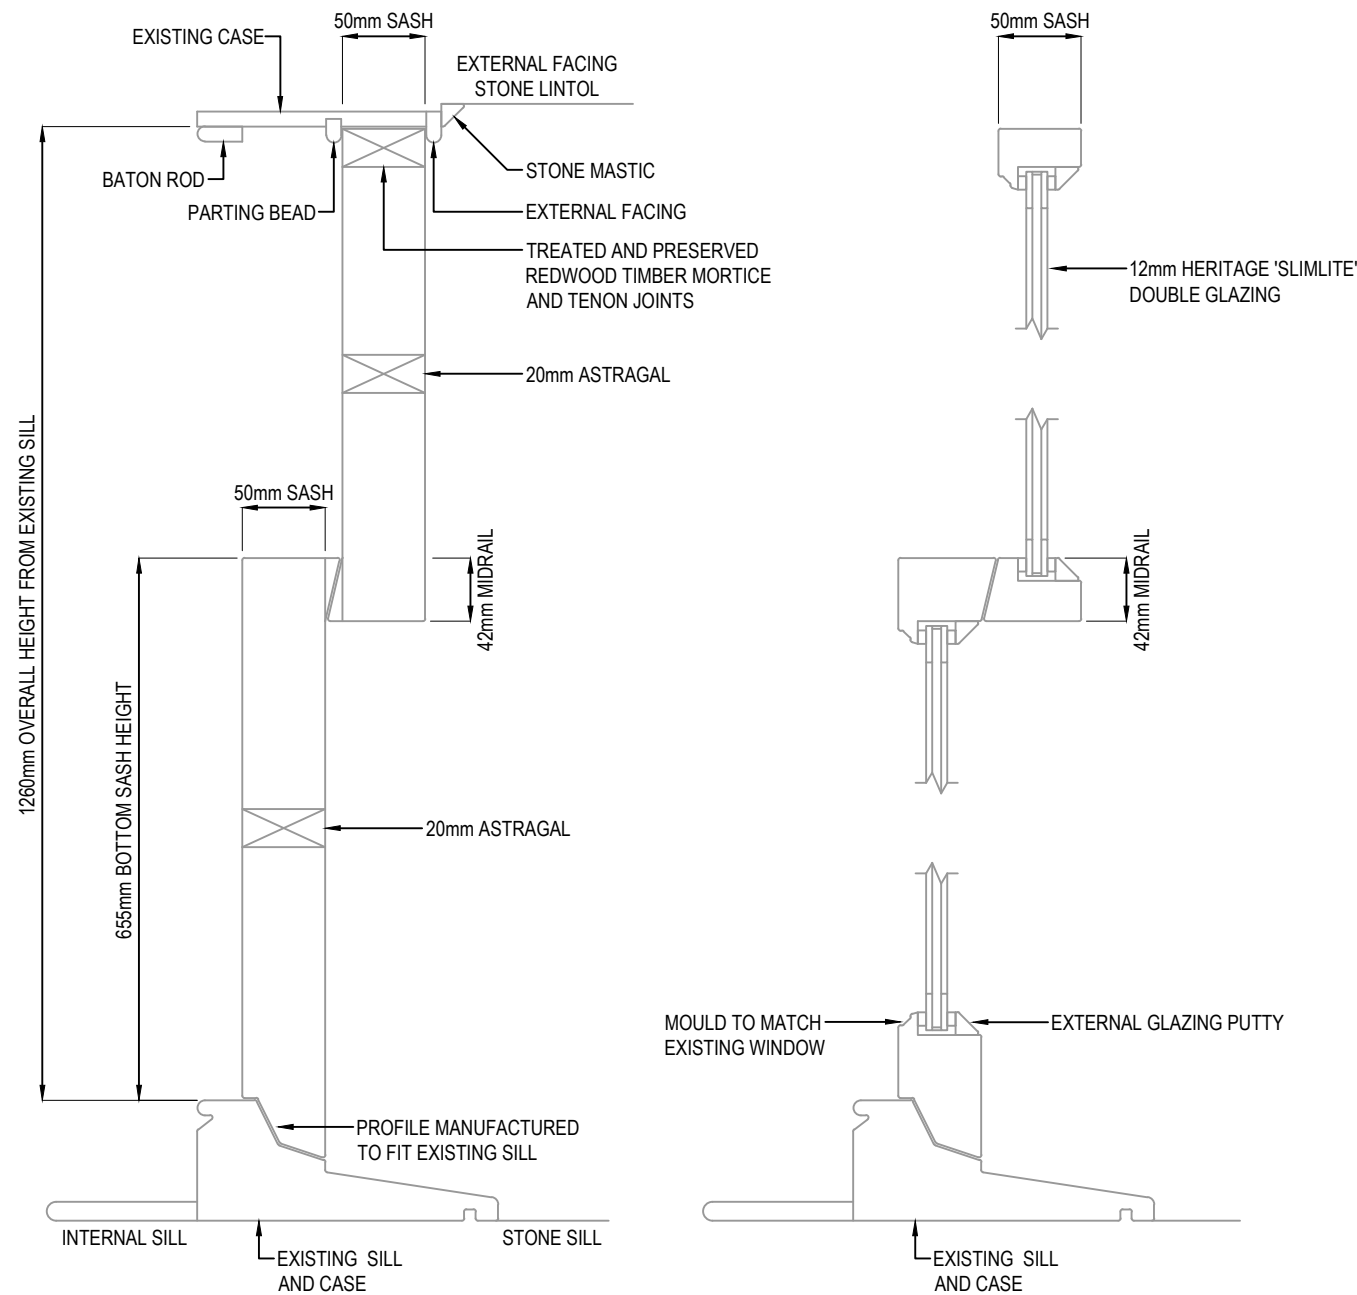 50mm SASH
EXISTING CASE
EXTERNAL FACING
STONE LINTOL
BATON ROD
PARTING BEAD
STONE MASTIC
EXTERNAL FACING
TREATED AND PRESERVED
REDWOOD TIMBER MORTICE
AND TENON JOINTS
20mm ASTRAGAL
50mm SASH
42mm MIDRAIL
1260mm OVERALL HEIGHT FROM EXISTING SILL
655mm BOTTOM SASH HEIGHT
20mm ASTRAGAL
PROFILE MANUFACTURED
TO FIT EXISTING SILL
INTERNAL SILL
STONE SILL
EXISTING SILL
AND CASE
50mm SASH
12mm HERITAGE 'SLIMLITE'
DOUBLE GLAZING
42mm MIDRAIL
MOULD TO MATCH
EXISTING WINDOW
EXTERNAL GLAZING PUTTY
EXISTING SILL
AND CASE